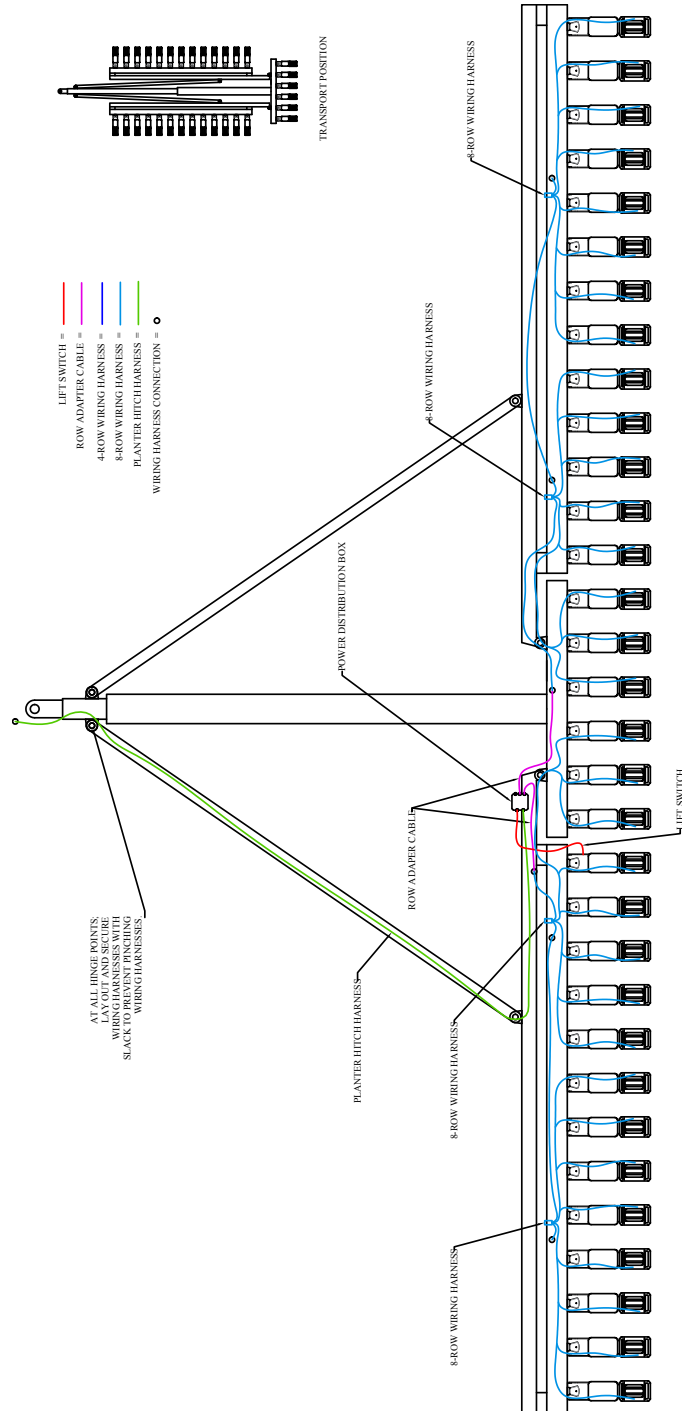 TRANSPORT POSITION
LIFT SWITCH =
ROW ADAPTER CABLE =
4-ROW WIRING HARNESS =
8-ROW WIRING HARNESS =
PLANTER HITCH HARNESS =
WIRING HARNESS CONNECTION =
8-ROW WIRING HARNESS
8-ROW WIRING HARNESS
POWER DISTRIBUTION BOX
ROW ADAPER CABLE
LIFT SWITCH
AT ALL HINGE POINTS,
LAY OUT AND SECURE
WIRING HARNESSES WITH
SLACK TO PREVENT PINCHING
WIRING HARNESSES.
PLANTER HITCH HARNESS
8-ROW WIRING HARNESS
8-ROW WIRING HARNESS